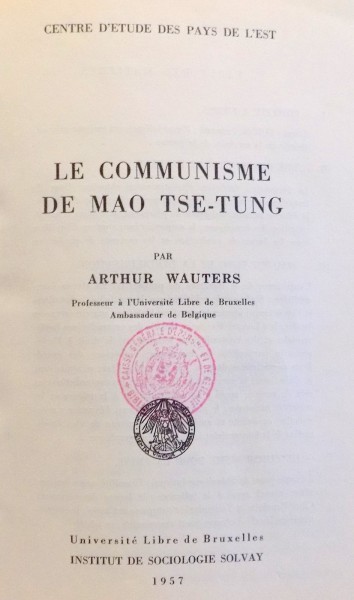 CENTRE D'ETUDE DES PAYS DE L'EST
LE COMMUNISME
DE MAO TSE-TUNG
PAR
ARTHUR WAUTERS
Professeur à l'Université Libre de Bruxelles
Ambassadeur de Belgique
Université Libre de Bruxelles
INSTITUT DE SOCIOLOGIE SOLVAY
1957